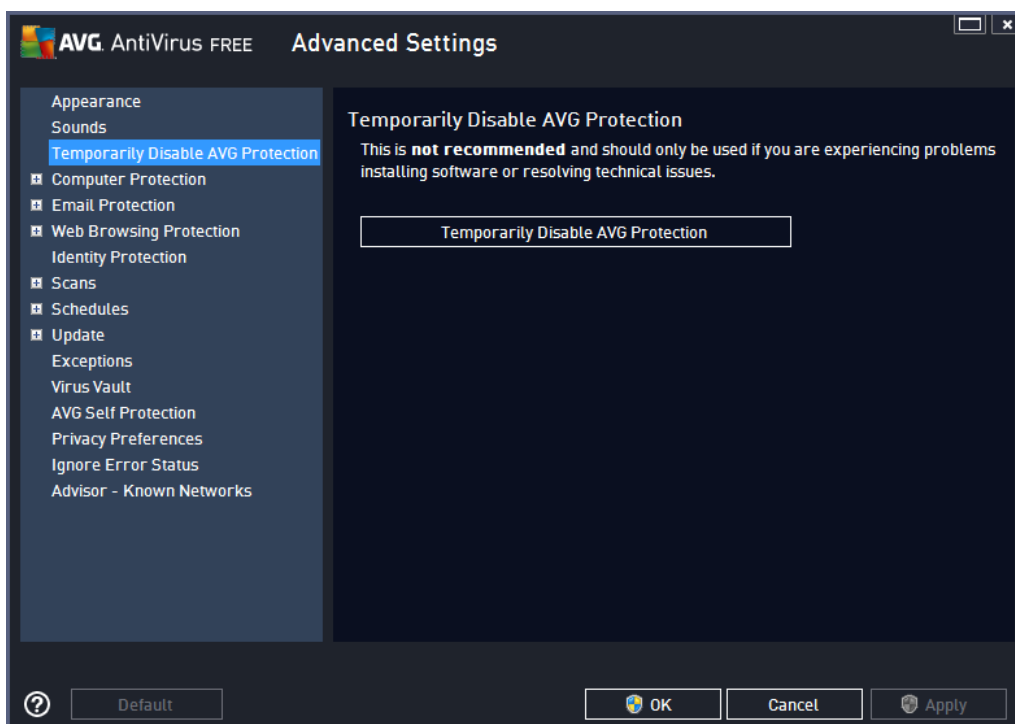 AVG. AntiVirus FREE Advanced Settings
Appearance
Sounds
Temporarily Disable AVG Protection
Computer Protection
Email Protection
Web Browsing Protection
Identity Protection
Scans
Schedules
Update
Exceptions
Virus Vault
AVG Self Protection
Privacy Preferences
Ignore Error Status
Advisor - Known Networks
Temporarily Disable AVG Protection
This is not recommended and should only be used if you are experiencing problems
installing software or resolving technical issues.
Temporarily Disable AVG Protection
Default
OK
Cancel
Apply